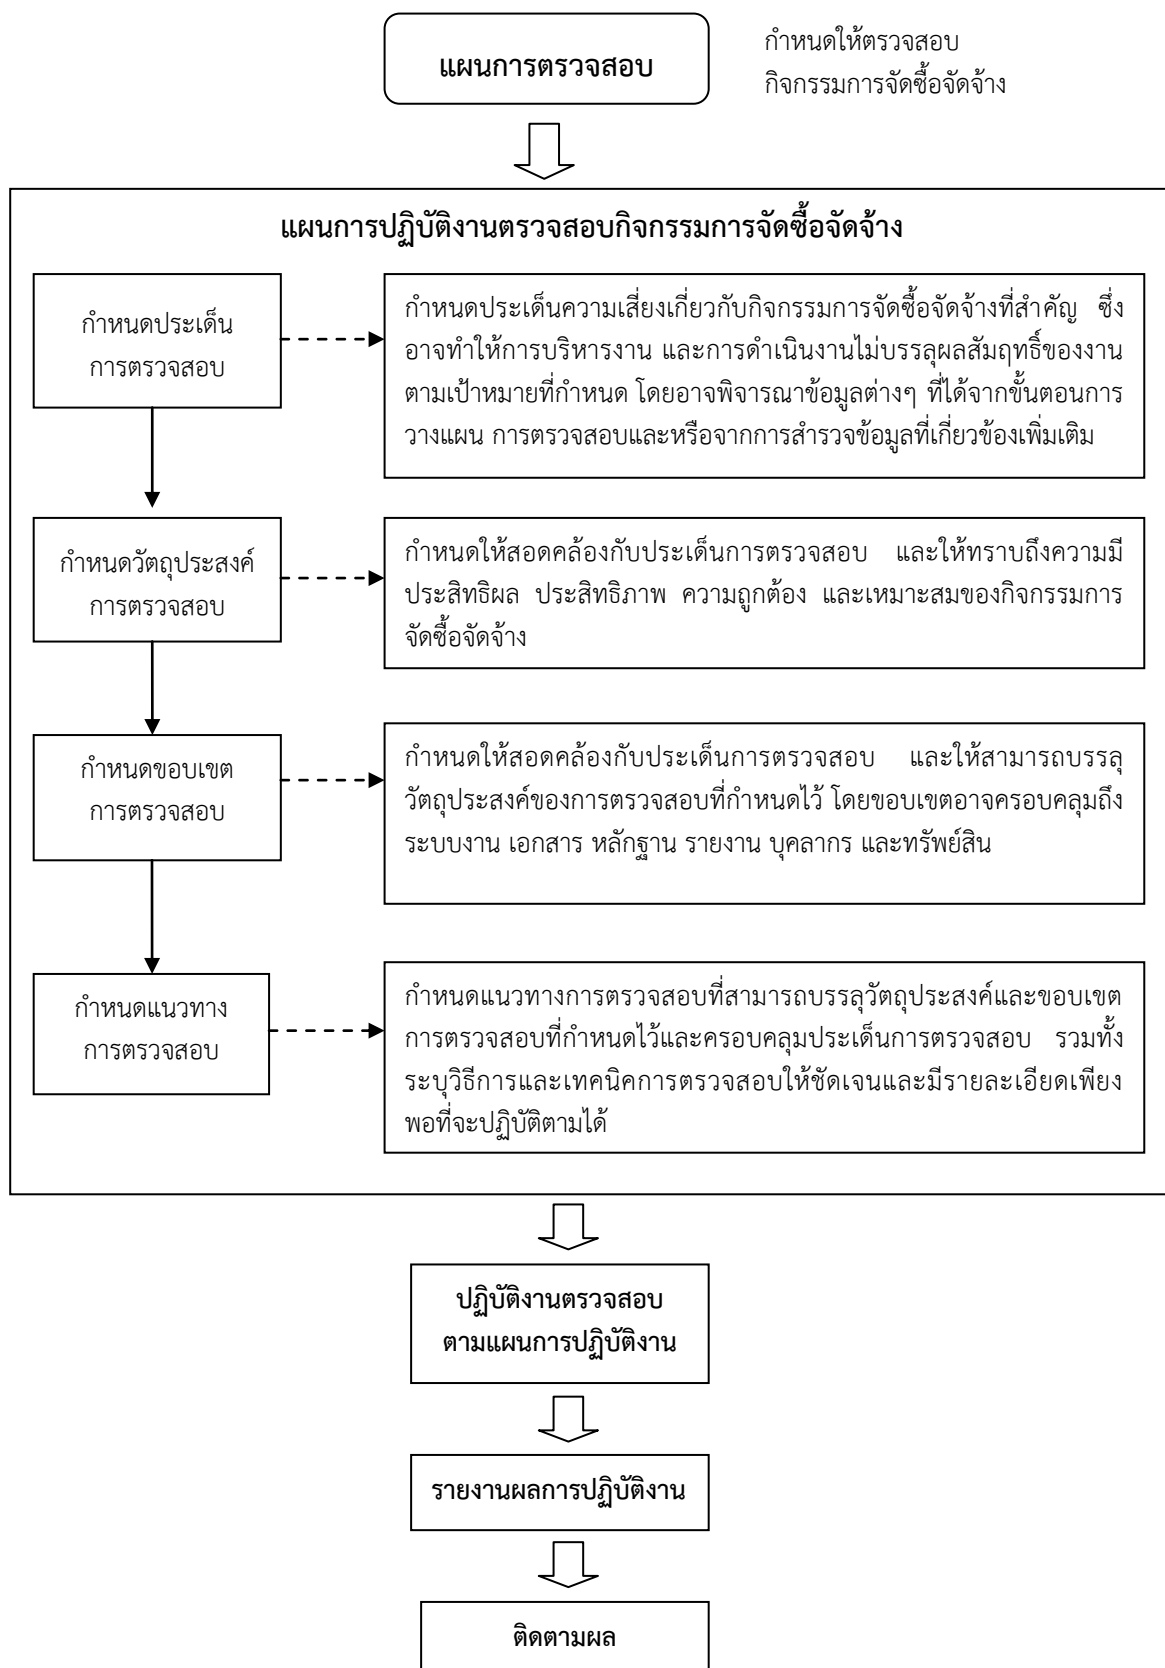 แผนการตรวจสอบ
กำหนดให้ตรวจสอบ
กิจกรรมการจัดซื้อจัดจ้าง
แผนการปฏิบัติงานตรวจสอบกิจกรรมการจัดซื้อจัดจ้าง
กำหนดประเด็น
การตรวจสอบ
กำหนดประเด็นความเสี่ยงเกี่ยวกับกิจกรรมการจัดซื้อจัดจ้างที่สำคัญ ซึ่ง
อาจทำให้การบริหารงาน และการดำเนินงานไม่บรรลุผลสัมฤทธิ์ของงาน
ตามเป้าหมายที่กำหนด โดยอาจพิจารณาข้อมูลต่างๆ ที่ได้จากขั้นตอนการ
วางแผน การตรวจสอบและหรือจากการสำรวจข้อมูลที่เกี่ยวข้องเพิ่มเติม
กำหนดวัตถุประสงค์
การตรวจสอบ
กำหนดให้สอดคล้องกับประเด็นการตรวจสอบ และให้ทราบถึงความมี
ประสิทธิผล ประสิทธิภาพ ความถูกต้อง และเหมาะสมของกิจกรรมการ
จัดซื้อจัดจ้าง
กำหนดขอบเขต
การตรวจสอบ
กำหนดให้สอดคล้องกับประเด็นการตรวจสอบ และให้สามารถบรรลุ
วัตถุประสงค์ของการตรวจสอบที่กำหนดไว้ โดยขอบเขตอาจครอบคลุมถึง
ระบบงาน เอกสาร หลักฐาน รายงาน บุคลากร และทรัพย์สิน
กำหนดแนวทาง
การตรวจสอบ
กำหนดแนวทางการตรวจสอบที่สามารถบรรลุวัตถุประสงค์และขอบเขต
การตรวจสอบที่กำหนดไว้และครอบคลุมประเด็นการตรวจสอบ รวมทั้ง
ระบุวิธีการและเทคนิคการตรวจสอบให้ชัดเจนและมีรายละเอียดเพียง
พอที่จะปฏิบัติตามได้
ปฏิบัติงานตรวจสอบ
ตามแผนการปฏิบัติงาน
รายงานผลการปฏิบัติงาน
ติดตามผล